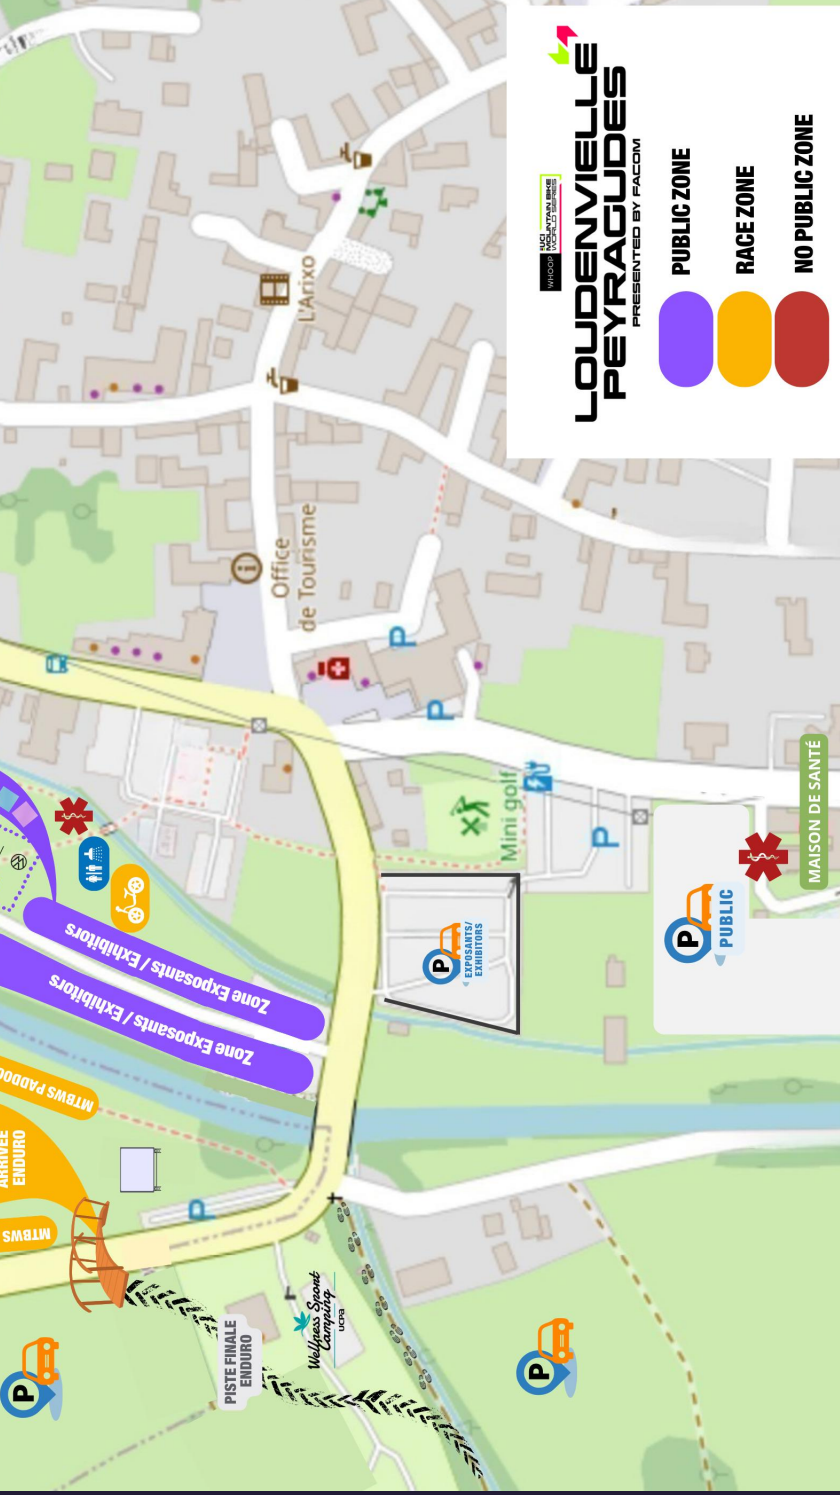 WHOOP
UCI
MOUNTAIN BIKE
WORLD SERIES
LOUDENVIELLE
PEYRAGUDES
PRESENTED BY FACOM
PUBLIC ZONE
RACE ZONE
NO PUBLIC ZONE
L'Arixo
Office
de Tourisme
P
P
Mini golf
P
MAISON DE SANTÉ
P
PUBLIC
P
EXPOSANTS/
EXHIBITORS
Zone Exposants / Exhibitors
Zone Exposants / Exhibitors
MTBWS
ARRIVÉE
ENDURO
MTBWS
P
PISTE FINALE
ENDURO
Wellness Sport
Camping
UCPA
P
P